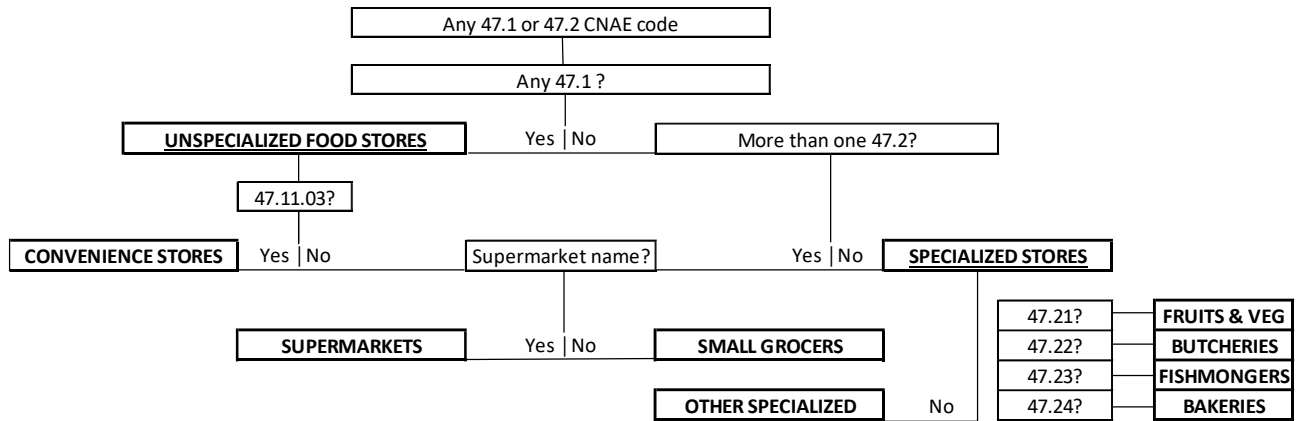 Any 47.1 or 47.2 CNAE code
Any 47.1 ?
UNSPECIALIZED FOOD STORES Yes No More than one 47.2?
47.11.03?
CONVENIENCE STORES Yes No Supermarket name? Yes No SPECIALIZED STORES
47.21? FRUITS & VEG
SUPERMARKETS Yes No SMALL GROCERS 47.22? BUTCHERIES
47.23? FISHMONGERS
OTHER SPECIALIZED No 47.24? BAKERIES